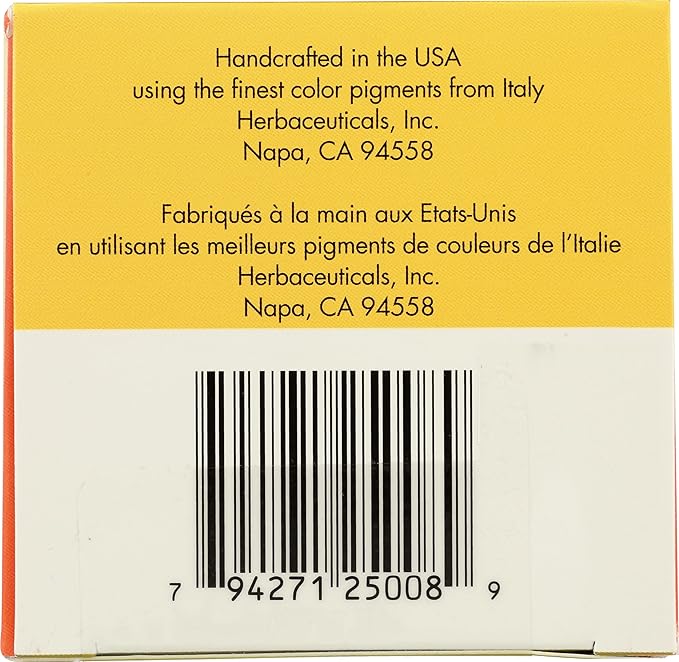 Handcrafted in the USA
using the finest color pigments from Italy
Herbaceuticals, Inc.
Napa, CA 94558
Fabriqués à la main aux Etats-Unis
en utilisant les meilleurs pigments de couleurs de l'Italie
Herbaceuticals, Inc.
Napa, CA 94558
7 94271 25008 9